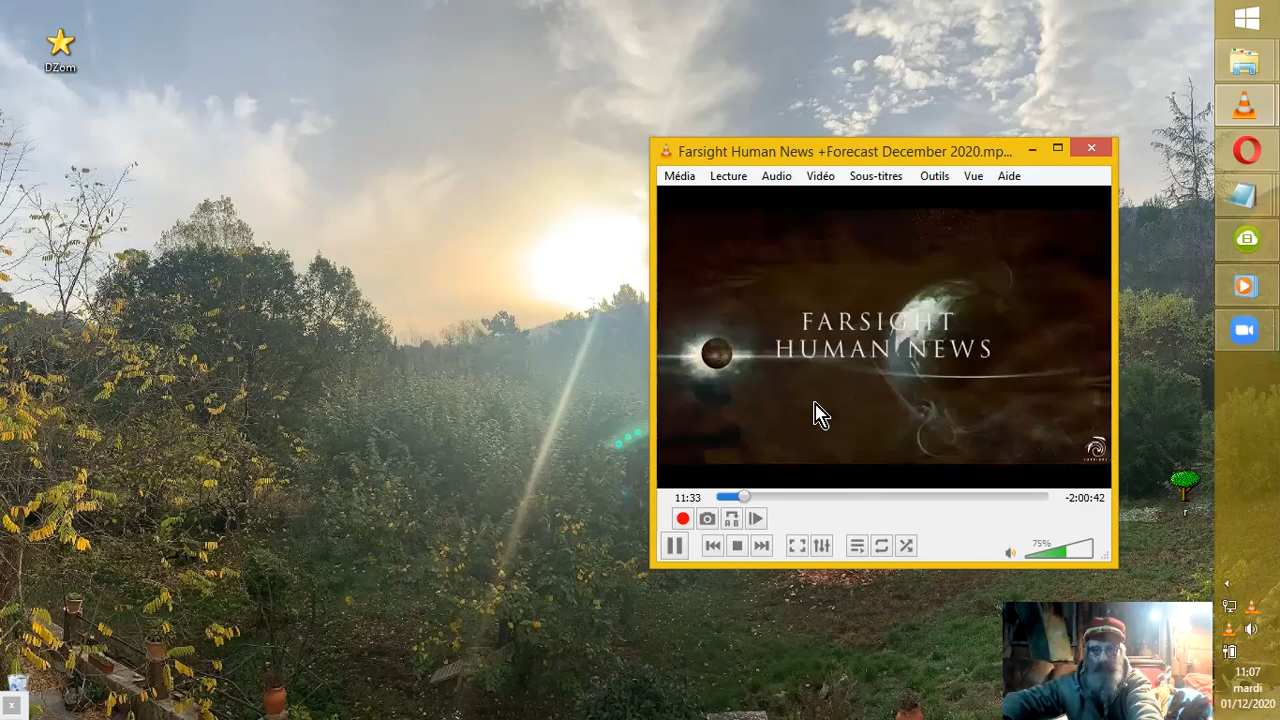 DZom
Farsight Human News +Forecast December 2020.mp...
Média Lecture Audio Vidéo Sous-titres Outils Vue Aide
FARSIGHT
HUMAN NEWS
11:33
-2:00:42
A B
75%
r
11:07
mardi
01/12/2020